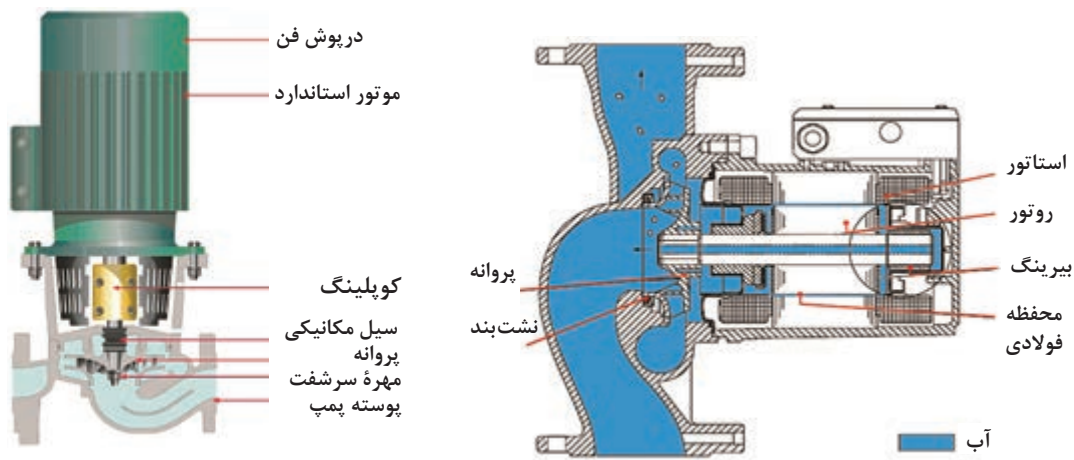 درپوش فن
موتور استاندارد
کوپلینگ
سیل مکانیکی
پروانه
مهرهٔ سرشفت
پوسته پمپ
استاتور
روتور
بیرینگ
محفظه
فولادی
پروانه
نشت‌بند
آب